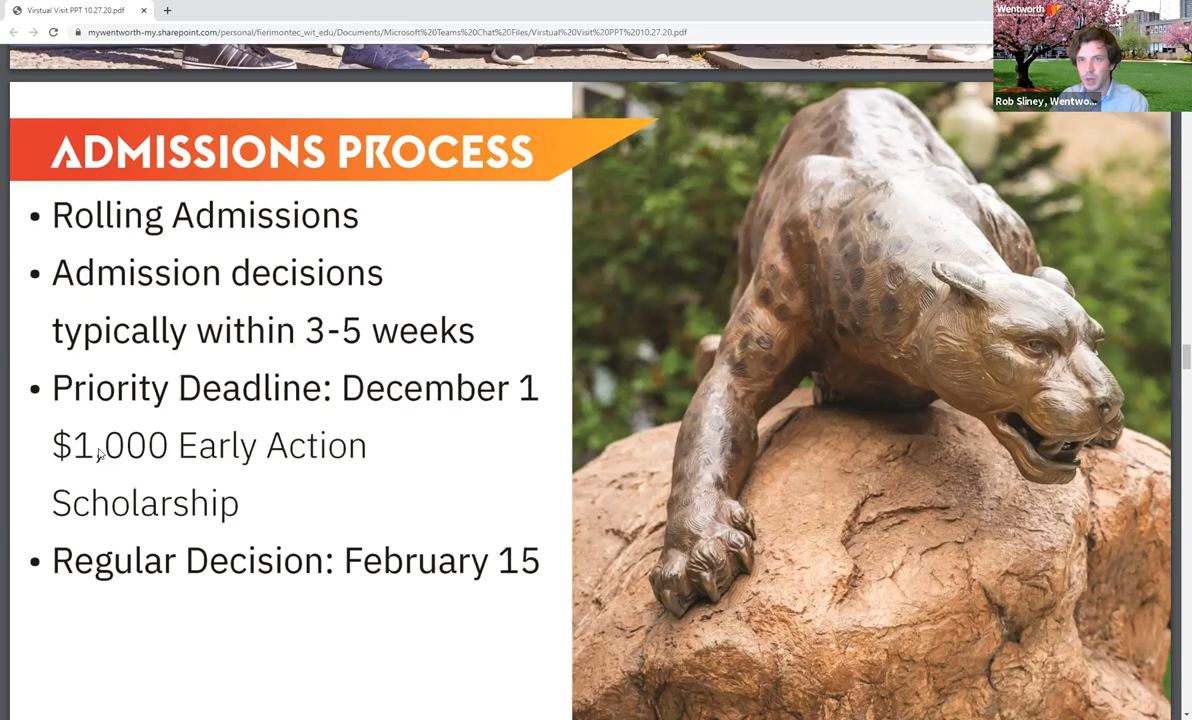 Virstual Visit PPT 10.27.20.pdf
mywentworth-my.sharepoint.com/personal/fierimontec_wit_edu/Documents/Microsoft%20Teams%20Chat%20Files/Virstual%20Visit%20PPT%2010.27.20.pdf
Wentworth
Rob Sliney, Wentwo...
ADMISSIONS PROCESS
• Rolling Admissions
• Admission decisions
typically within 3-5 weeks
• Priority Deadline: December 1
$1,000 Early Action
Scholarship
• Regular Decision: February 15